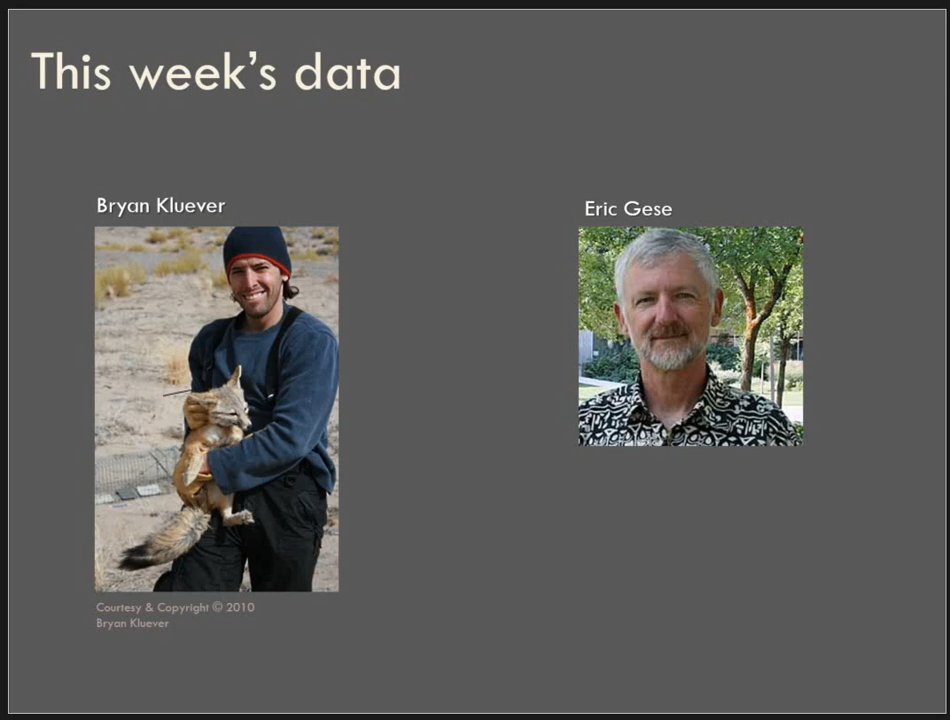 This week’s data
Bryan Kluever
Eric Gese
Courtesy & Copyright © 2010
Bryan Kluever